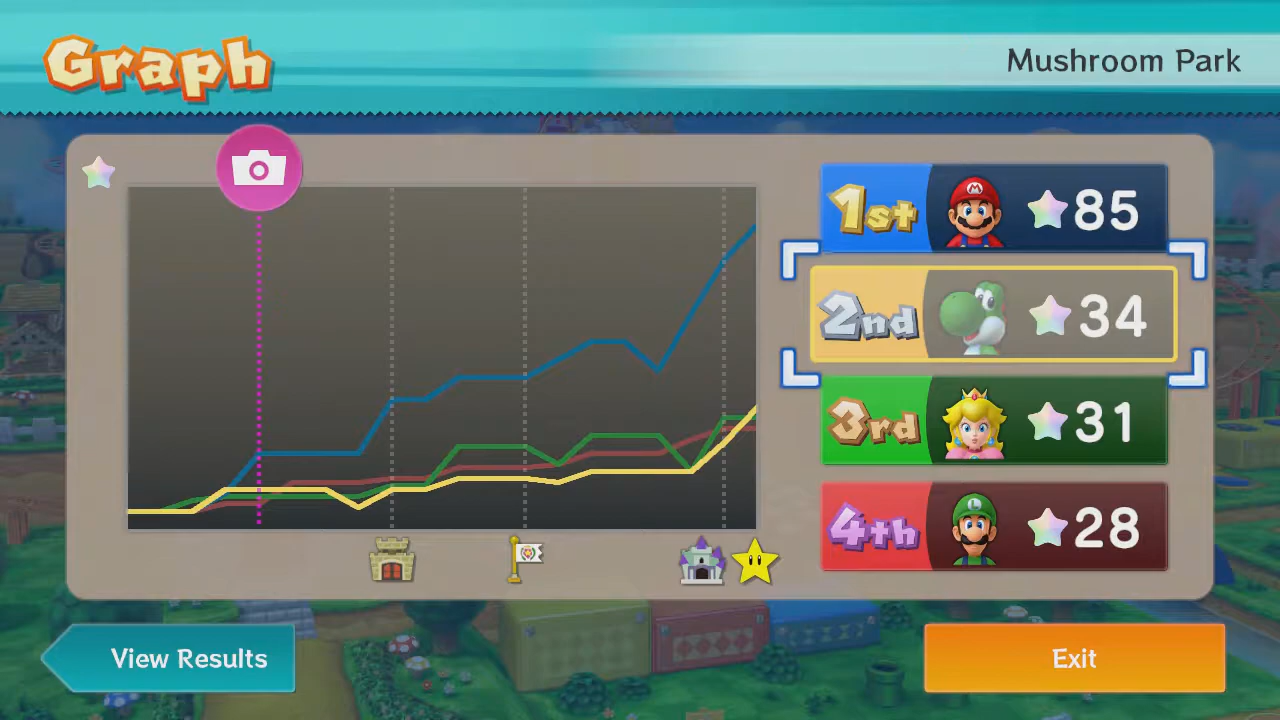 Graph
Mushroom Park
1st 85
2nd 34
3rd 31
4th 28
View Results
Exit